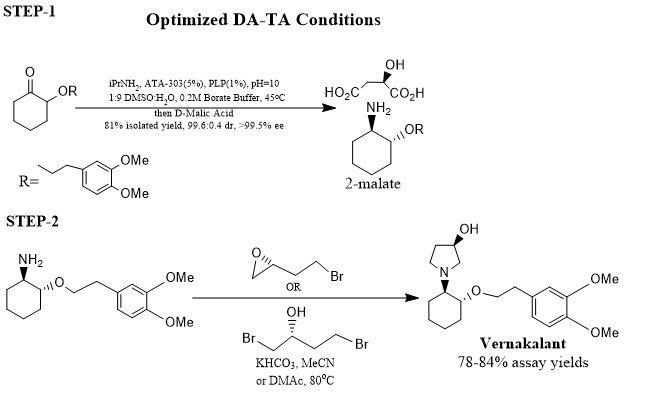 STEP-1
Optimized DA-TA Conditions
O
OR
iPrNH₂, ATA-303(5%), PLP(1%), pH=10
1:9 DMSO:H₂O, 0.2M Borate Buffer, 45°C
then D-Malic Acid
81% isolated yield, 99.6:0.4 dr, >99.5% ee
OH
HO₂C
CO₂H
NH₂
OR
2-malate
R=
OMe
OMe
STEP-2
NH₂
O
OMe
OMe
O
Br
OR
OH
Br
Br
KHCO₃, MeCN
or DMAc, 80°C
OH
N
O
OMe
OMe
Vernakalant
78-84% assay yields